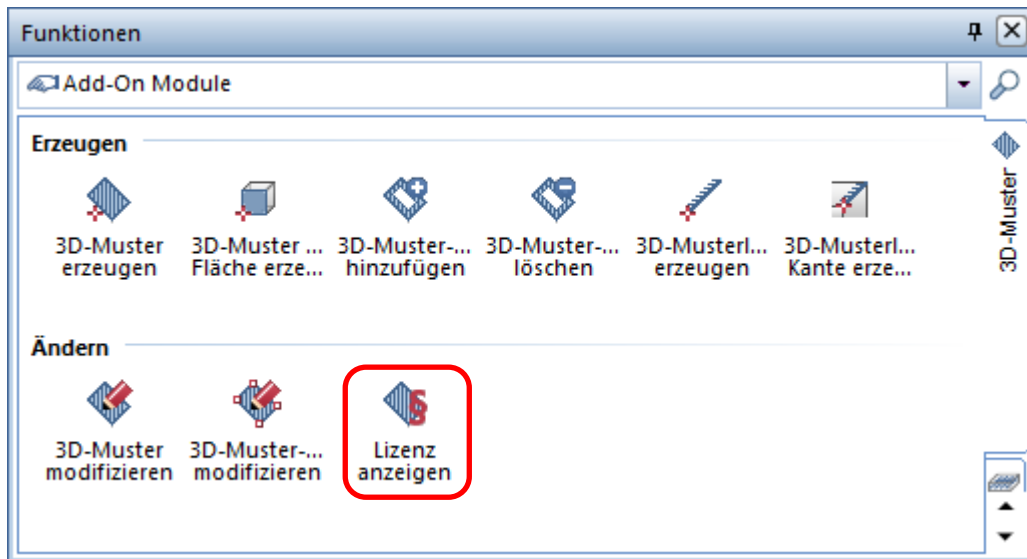 Funktionen
Add-On Module
Erzeugen
3D-Muster
erzeugen
3D-Muster ...
Fläche erze...
3D-Muster-...
hinzufügen
3D-Muster-...
löschen
3D-Musterl...
erzeugen
3D-Musterl...
Kante erze...
Ändern
3D-Muster
modifizieren
3D-Muster-...
modifizieren
Lizenz
anzeigen
3D-Muster